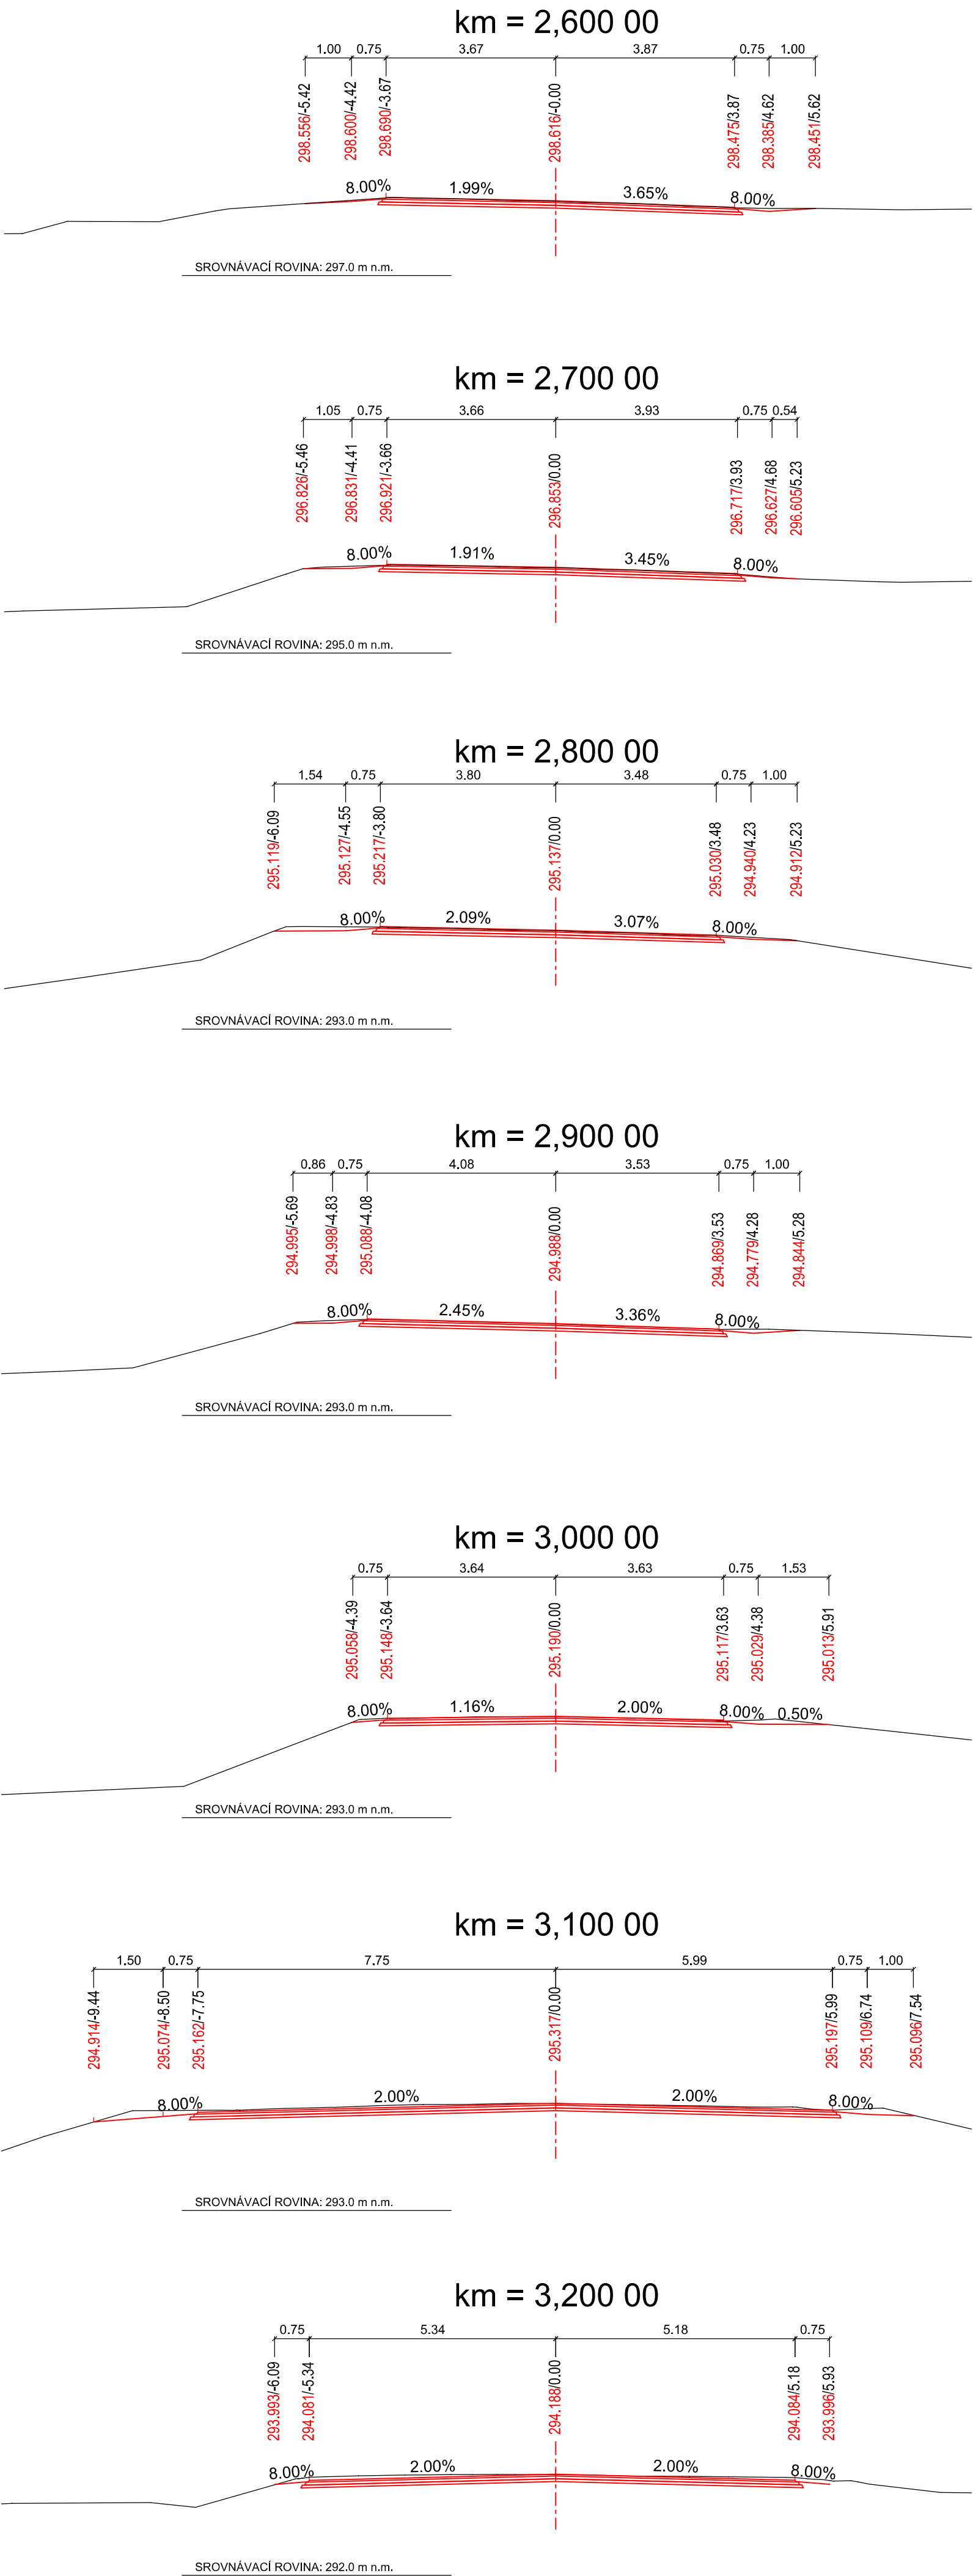 km = 2,600 00
1.00 0.75 3.67 3.87 0.75 1.00
298.556/-5.42 298.600/-4.42 298.690/-3.67 298.616/-0.00 298.475/3.87 298.385/4.62 298.451/5.62
8.00% 1.99% 3.65% 8.00%
SROVNÁVACÍ ROVINA: 297.0 m n.m.
km = 2,700 00
1.05 0.75 3.66 3.93 0.75 0.54
296.826/-5.46 296.831/-4.41 296.921/-3.66 296.853/0.00 296.717/3.93 296.627/4.68 296.605/5.23
8.00% 1.91% 3.45% 8.00%
SROVNÁVACÍ ROVINA: 295.0 m n.m.
km = 2,800 00
1.54 0.75 3.80 3.48 0.75 1.00
295.119/-6.09 295.127/-4.55 295.217/-3.80 295.137/0.00 295.030/3.48 294.940/4.23 294.912/5.23
8.00% 2.09% 3.07% 8.00%
SROVNÁVACÍ ROVINA: 293.0 m n.m.
km = 2,900 00
0.86 0.75 4.08 3.53 0.75 1.00
294.995/-5.69 294.998/-4.83 295.088/-4.08 294.988/0.00 294.869/3.53 294.779/4.28 294.844/5.28
8.00% 2.45% 3.36% 8.00%
SROVNÁVACÍ ROVINA: 293.0 m n.m.
km = 3,000 00
0.75 3.64 3.63 0.75 1.53
295.058/-4.39 295.148/-3.64 295.190/0.00 295.117/3.63 295.029/4.38 295.013/5.91
8.00% 1.16% 2.00% 8.00% 0.50%
SROVNÁVACÍ ROVINA: 293.0 m n.m.
km = 3,100 00
1.50 0.75 7.75 5.99 0.75 1.00
294.914/-9.44 295.074/-8.50 295.162/-7.75 295.317/0.00 295.197/5.99 295.109/6.74 295.096/7.54
8.00% 2.00% 2.00% 8.00%
SROVNÁVACÍ ROVINA: 293.0 m n.m.
km = 3,200 00
0.75 5.34 5.18 0.75
293.993/-6.09 294.081/-5.34 294.188/0.00 294.084/5.18 293.996/5.93
8.00% 2.00% 2.00% 8.00%
SROVNÁVACÍ ROVINA: 292.0 m n.m.